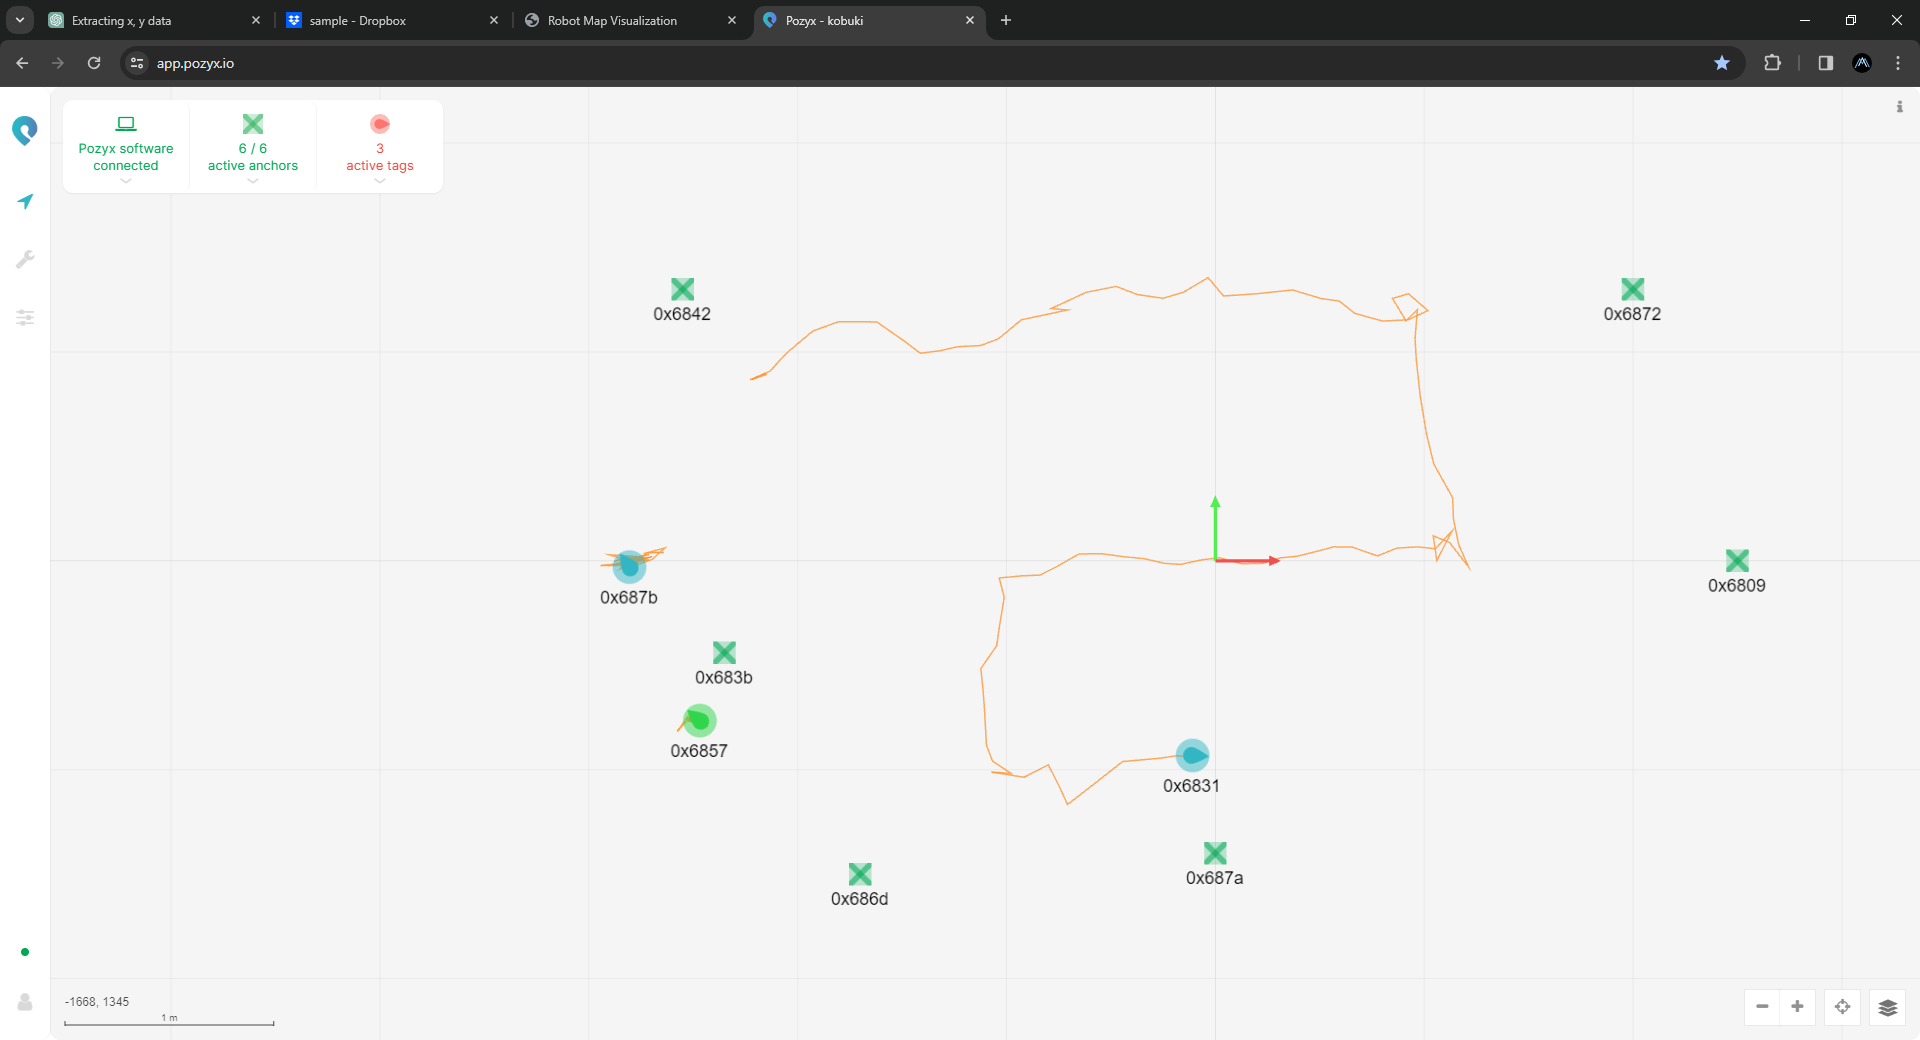 Extracting x, y data
sample - Dropbox
Robot Map Visualization
Pozyx - kobuki
app.pozyx.io
Pozyx software
connected
6 / 6
active anchors
3
active tags
0x6842
0x6872
0x687b
0x6809
0x683b
0x6857
0x6831
0x687a
0x686d
-1668, 1345
1 m